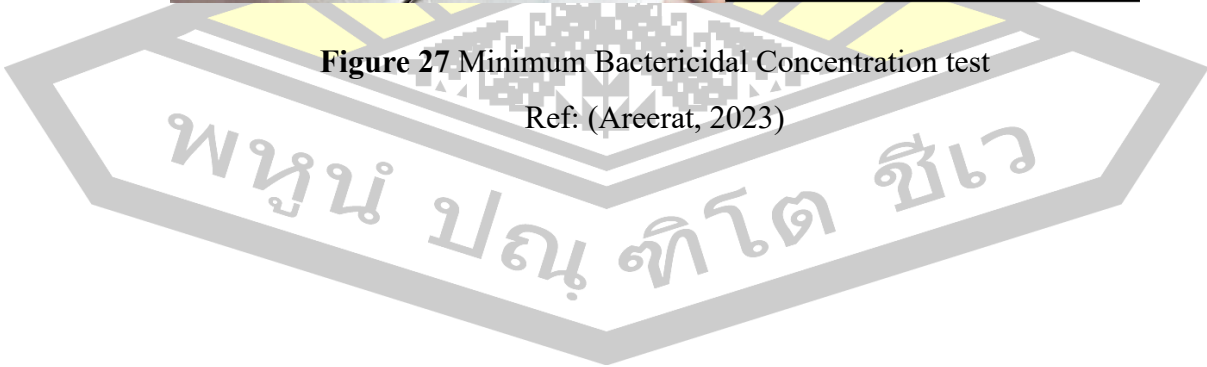 Figure 27 Minimum Bactericidal Concentration test
Ref: (Areerat, 2023)
พหูนํ ปณฺฑิโต ชีเว